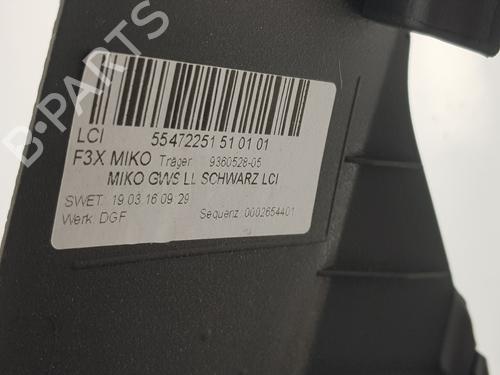 B-PARTS
LCI 55472251 51 01 01
F3X MIKO Träger 9360528-05
MIKO GWS LL SCHWARZ LCI
SWET: 19 03 16 09:29
Werk: DGF Sequenz: 0002654401